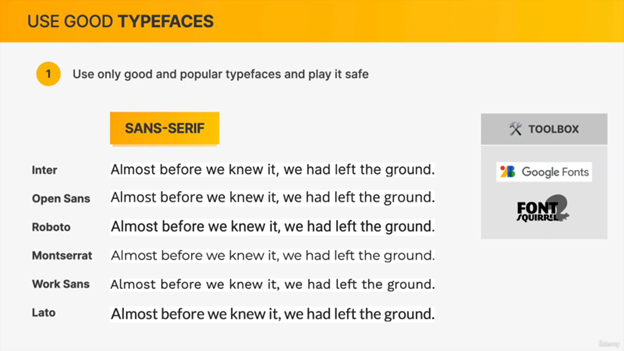 USE GOOD TYPEFACES
1 Use only good and popular typefaces and play it safe
SANS-SERIF
Inter Almost before we knew it, we had left the ground.
Open Sans Almost before we knew it, we had left the ground.
Roboto Almost before we knew it, we had left the ground.
Montserrat Almost before we knew it, we had left the ground.
Work Sans Almost before we knew it, we had left the ground.
Lato Almost before we knew it, we had left the ground.
TOOLBOX
Google Fonts
FONT
SQUIRREL
Udemy